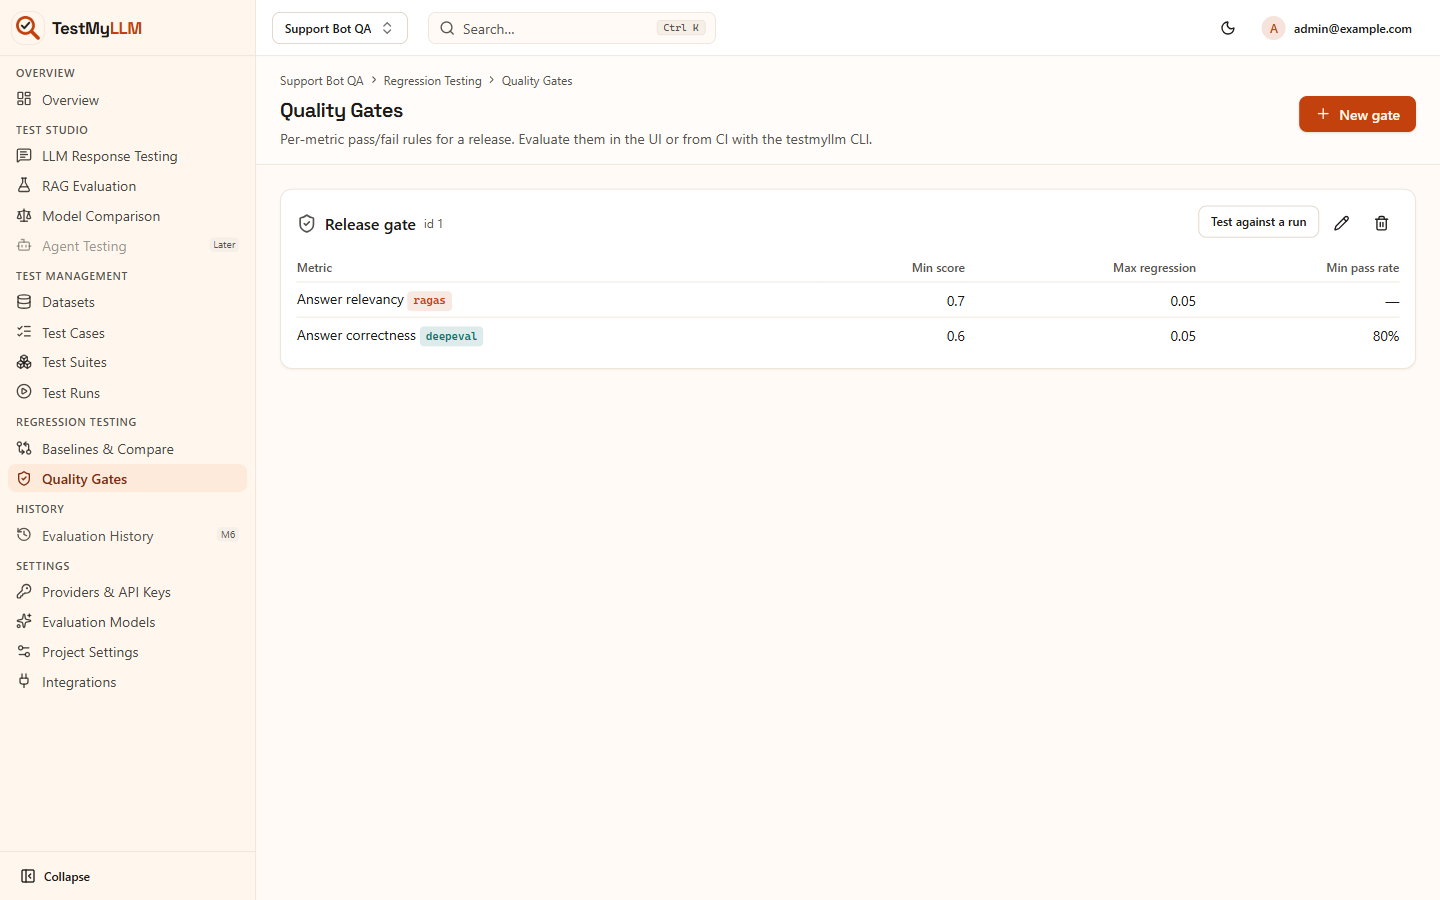 TestMyLLM
Support Bot QA
Search...
Ctrl K
A
admin@example.com
OVERVIEW
Overview
TEST STUDIO
LLM Response Testing
RAG Evaluation
Model Comparison
Agent Testing
Later
TEST MANAGEMENT
Datasets
Test Cases
Test Suites
Test Runs
REGRESSION TESTING
Baselines & Compare
Quality Gates
HISTORY
Evaluation History
M6
SETTINGS
Providers & API Keys
Evaluation Models
Project Settings
Integrations
Collapse
Support Bot QA > Regression Testing > Quality Gates
Quality Gates
Per-metric pass/fail rules for a release. Evaluate them in the UI or from CI with the testmyllm CLI.
+ New gate
Release gate id 1
Test against a run
Metric Min score Max regression Min pass rate
Answer relevancy ragas 0.7 0.05 —
Answer correctness deepeval 0.6 0.05 80%